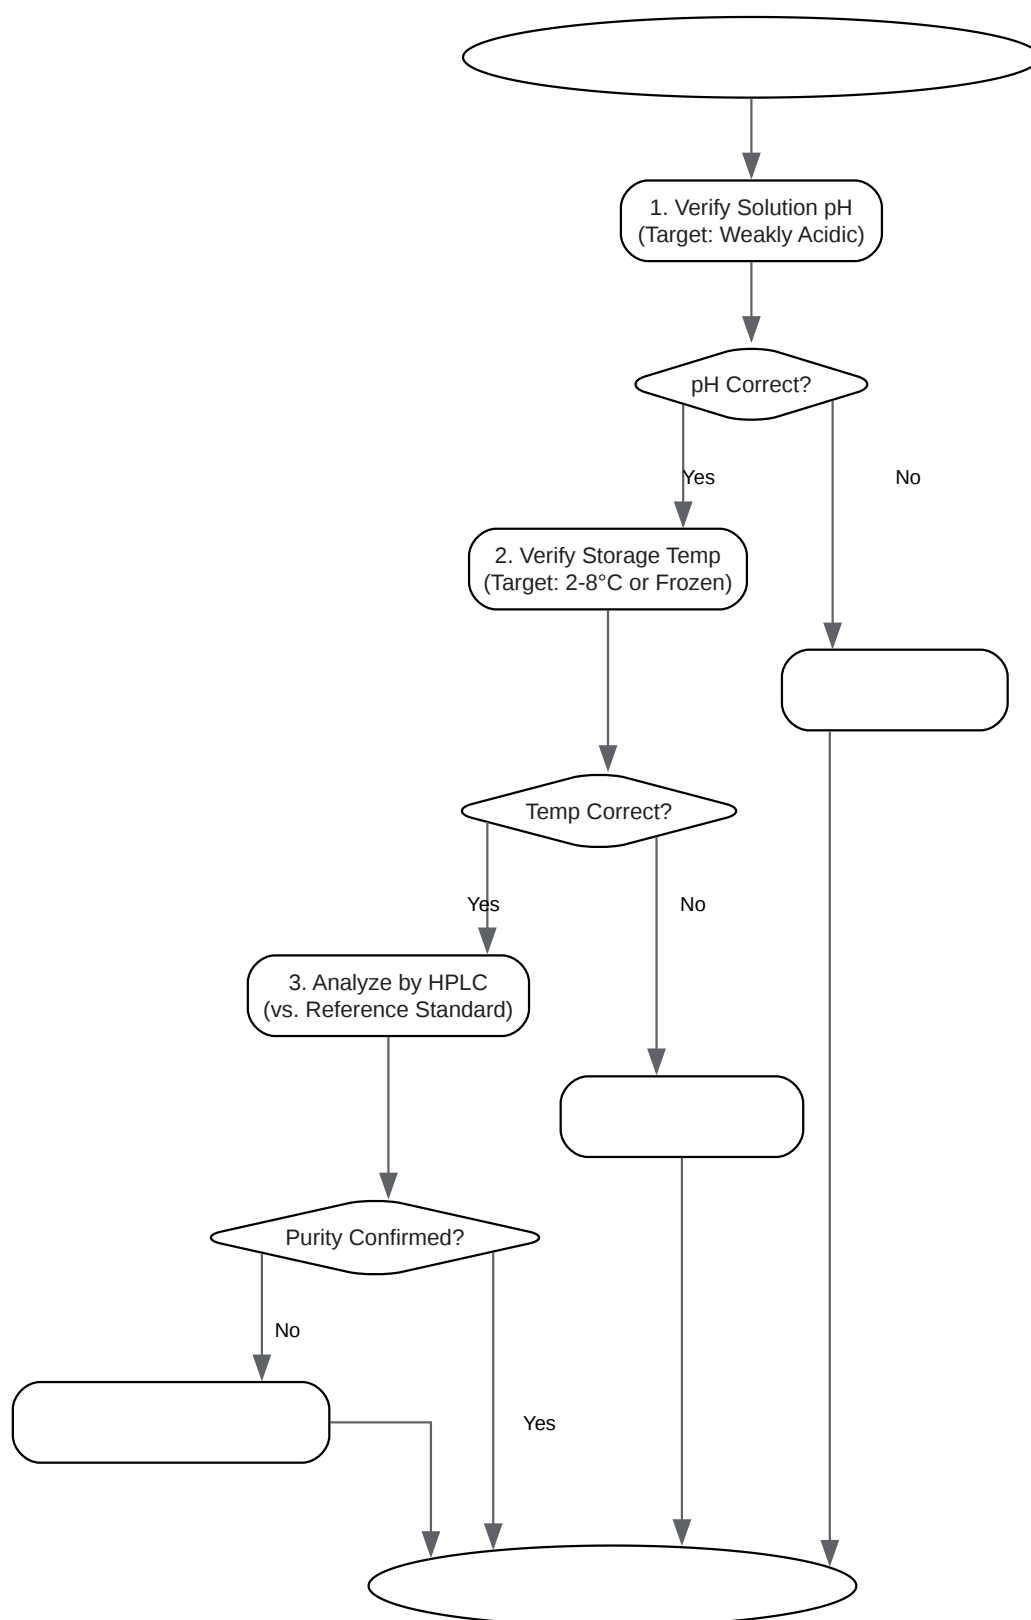 1. Verify Solution pH
(Target: Weakly Acidic)
pH Correct?
Yes
No
2. Verify Storage Temp
(Target: 2-8°C or Frozen)
Temp Correct?
Yes
No
3. Analyze by HPLC
(vs. Reference Standard)
Purity Confirmed?
No
Yes